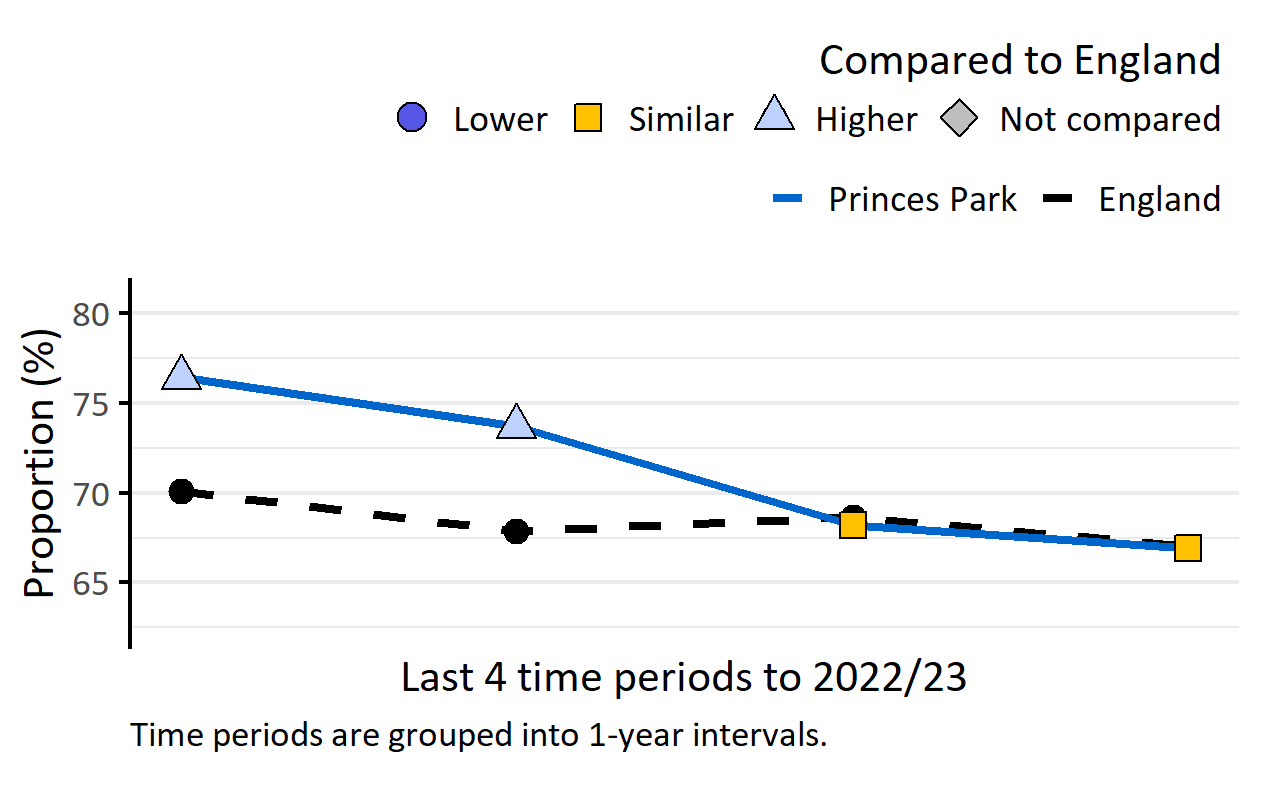 Compared to England
Lower Similar Higher Not compared
Princes Park England
80
75
70
65
Proportion (%)
Last 4 time periods to 2022/23
Time periods are grouped into 1-year intervals.